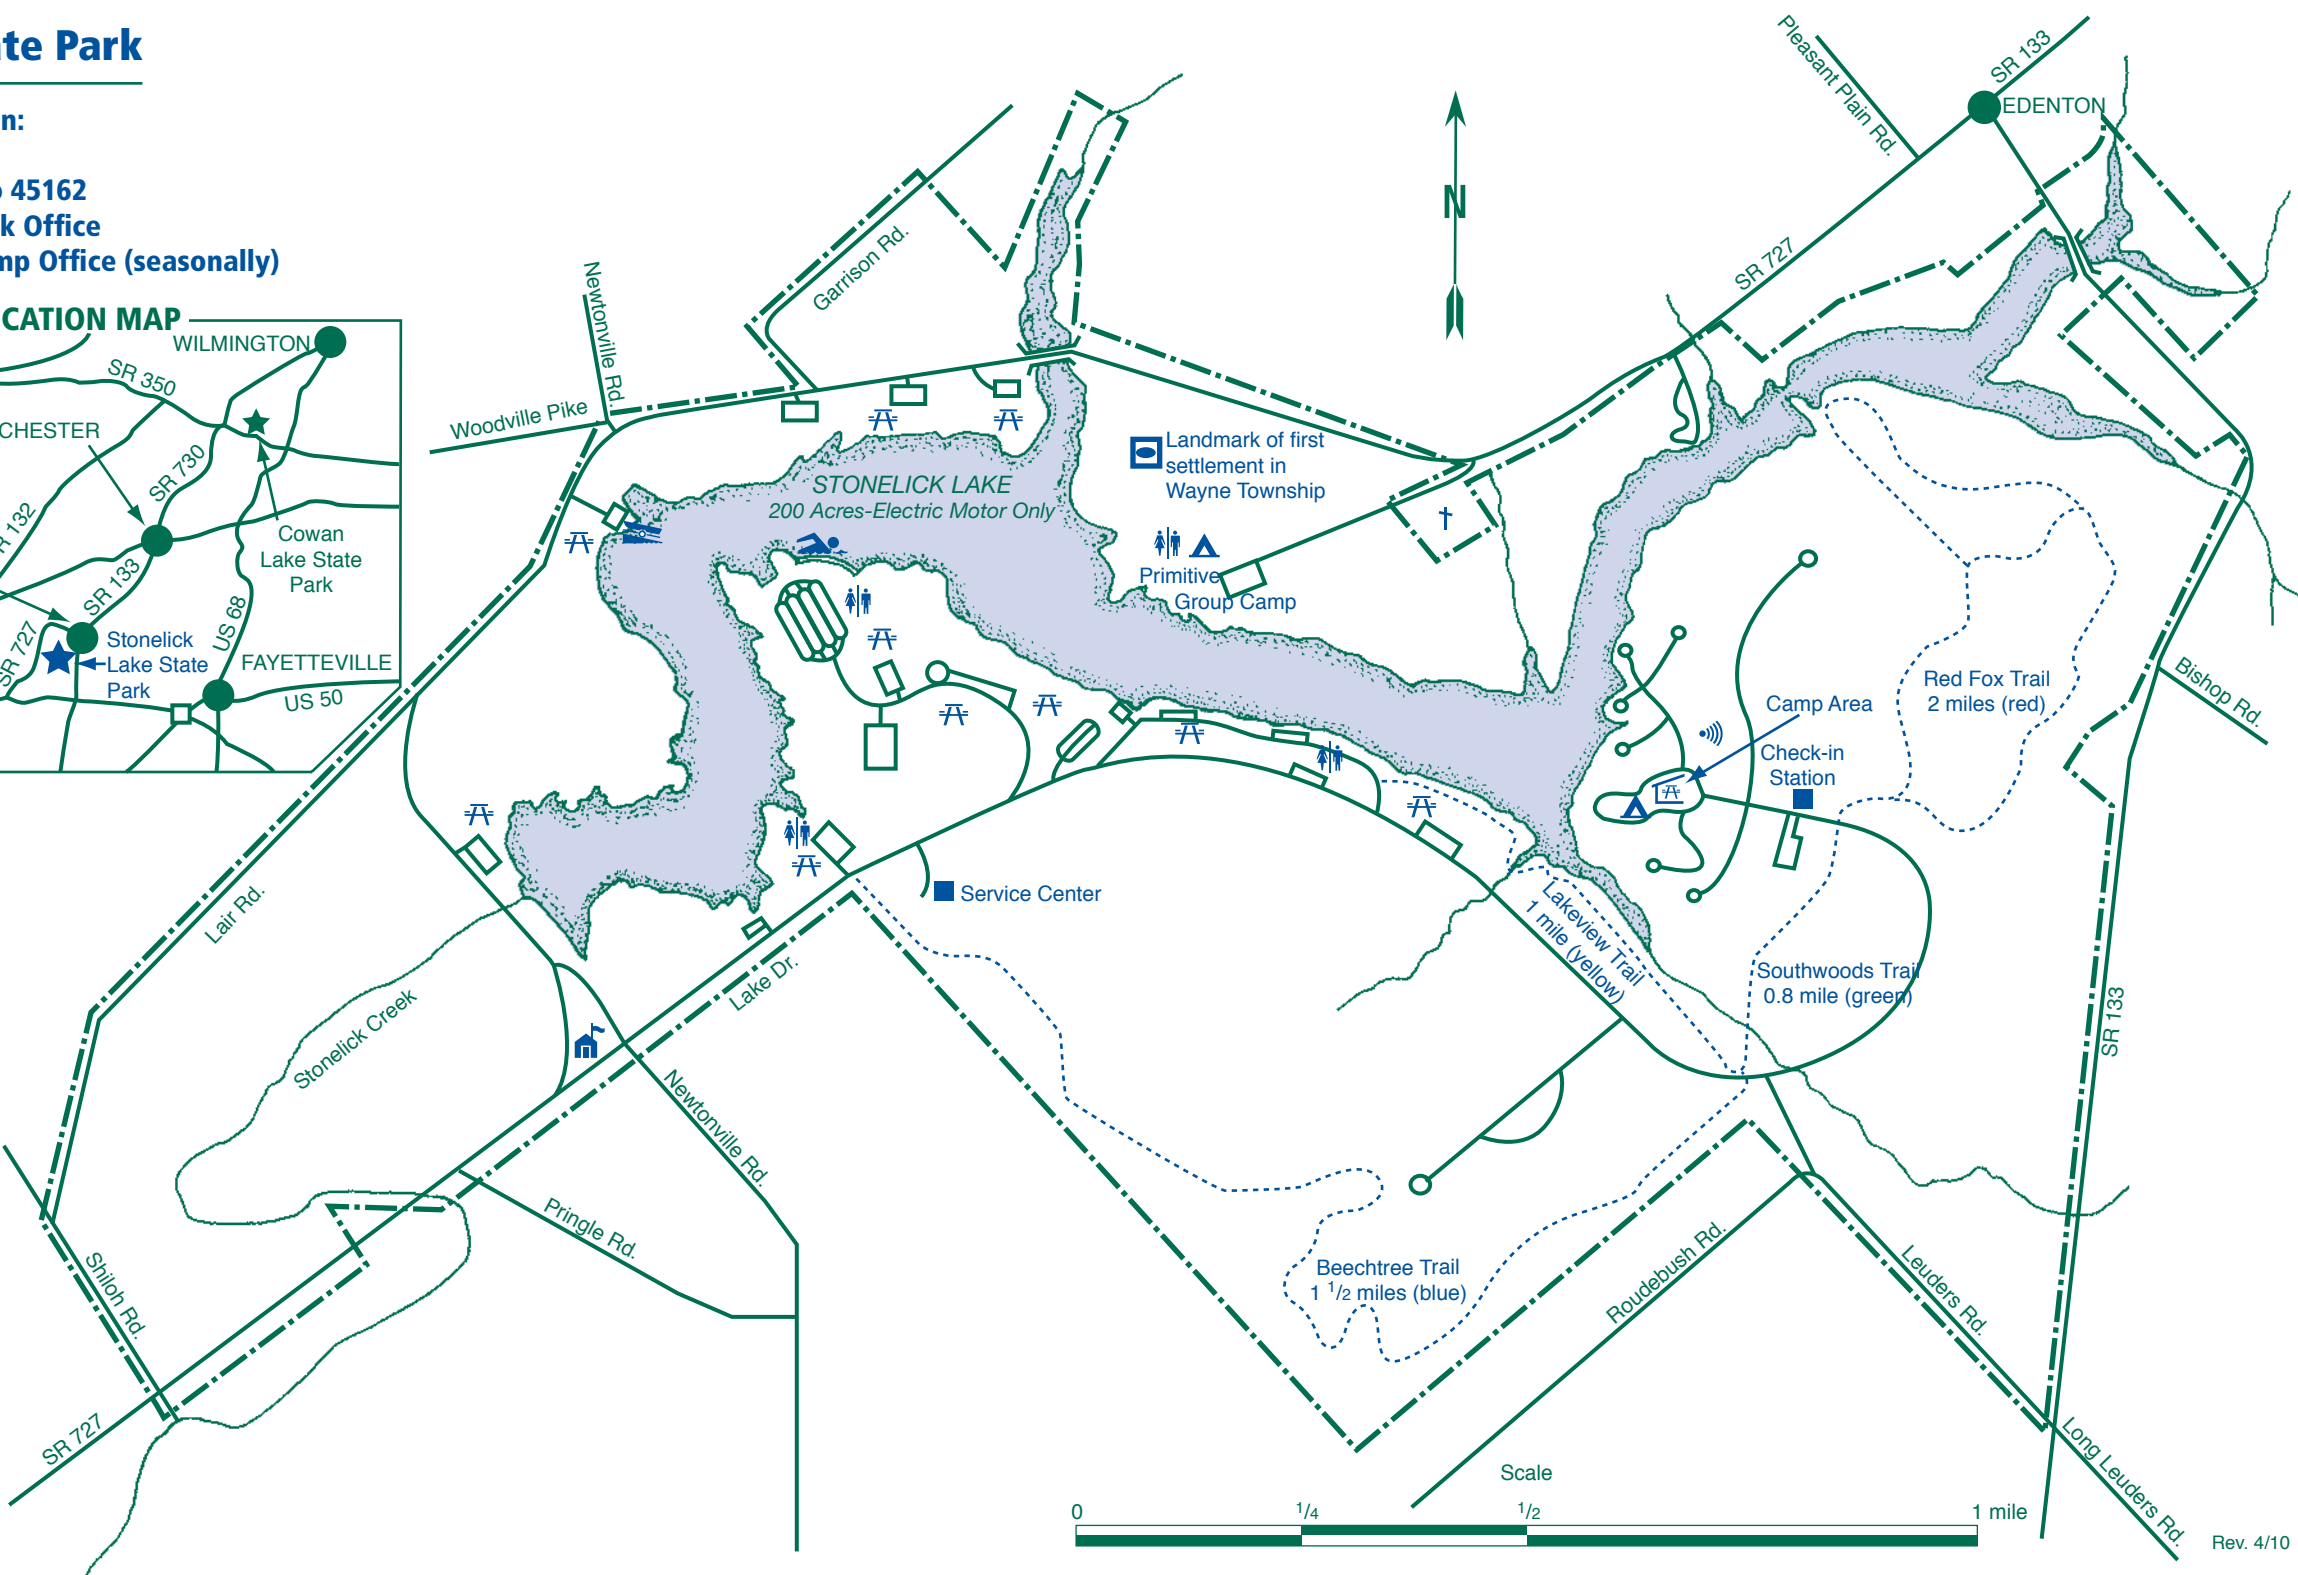 te Park
n:
45162
k Office
mp Office (seasonally)
CATION MAP
WILMINGTON
SR 350
CHESTER
SR 730
R 132
Cowan
Lake State
Park
SR 133
US 68
SR 727
Stonelick
Lake State
Park
FAYETTEVILLE
US 50
Pleasant Plain Rd.
SR 133
EDENTON
N
SR 727
Garrison Rd.
Newtonville Rd.
Woodville Pike
Landmark of first
settlement in
Wayne Township
STONELICK LAKE
200 Acres-Electric Motor Only
Primitive
Group Camp
Red Fox Trail
2 miles (red)
Bishop Rd.
Camp Area
Check-in
Station
Service Center
Lair Rd.
Lakeview Trail
1 mile (yellow)
Southwoods Trail
0.8 mile (green)
Lake Dr.
Stonelick Creek
SR 133
Newtonville Rd.
Pringle Rd.
Shiloh Rd.
Beechtree Trail
1 1/2 miles (blue)
Roudebush Rd.
Leuders Rd.
SR 727
Long Leuders Rd.
Scale
0 1/4 1/2 1 mile
Rev. 4/10